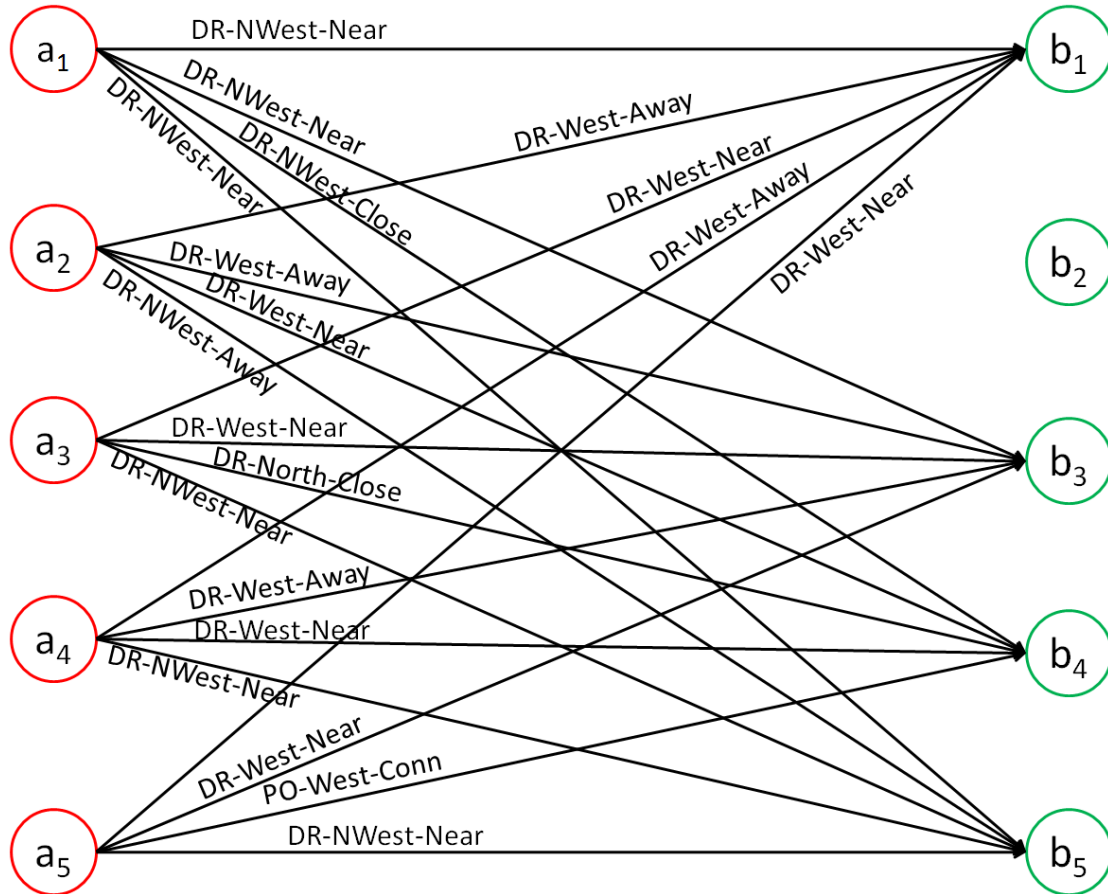 a1
DR-NWest-Near
b1
DR-NWest-Near
DR-NWest-Near
DR-NWest-Close
DR-West-Away
DR-West-Near
DR-West-Away
DR-West-Near
a2
b2
DR-West-Away
DR-West-Near
DR-NWest-Away
a3
DR-West-Near
b3
DR-North-Close
DR-NWest-Near
a4
DR-West-Away
DR-West-Near
b4
DR-NWest-Near
DR-West-Near
PO-West-Conn
a5
DR-NWest-Near
b5